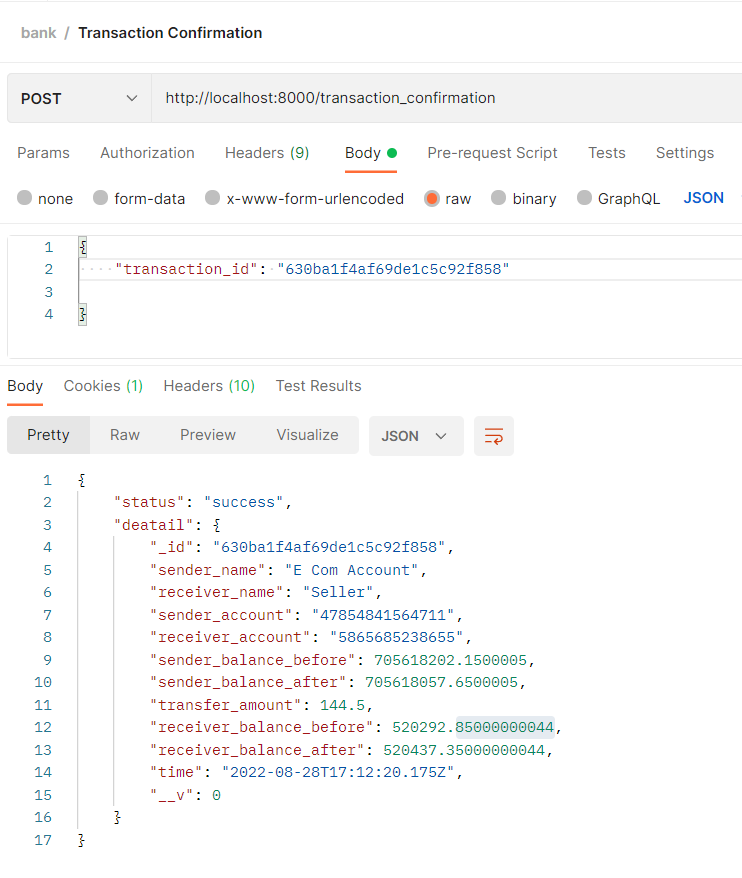 bank / Transaction Confirmation
POST http://localhost:8000/transaction_confirmation
Params Authorization Headers (9) Body Pre-request Script Tests Settings
none form-data x-www-form-urlencoded raw binary GraphQL JSON
1 {
2 ····"transaction_id":·"630ba1f4af69de1c5c92f858"
3
4 }
Body Cookies (1) Headers (10) Test Results
Pretty Raw Preview Visualize JSON
1 {
2 "status": "success",
3 "deatail": {
4 "_id": "630ba1f4af69de1c5c92f858",
5 "sender_name": "E Com Account",
6 "receiver_name": "Seller",
7 "sender_account": "47854841564711",
8 "receiver_account": "5865685238655",
9 "sender_balance_before": 705618202.1500005,
10 "sender_balance_after": 705618057.6500005,
11 "transfer_amount": 144.5,
12 "receiver_balance_before": 520292.85000000044,
13 "receiver_balance_after": 520437.35000000044,
14 "time": "2022-08-28T17:12:20.175Z",
15 "__v": 0
16 }
17 }